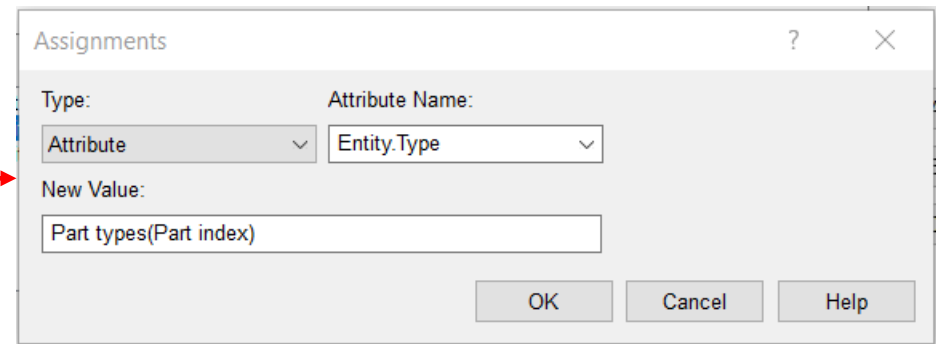 Assignments ?
Type: Attribute Name:
Attribute Entity.Type
New Value:
Part types(Part index)
OK Cancel Help